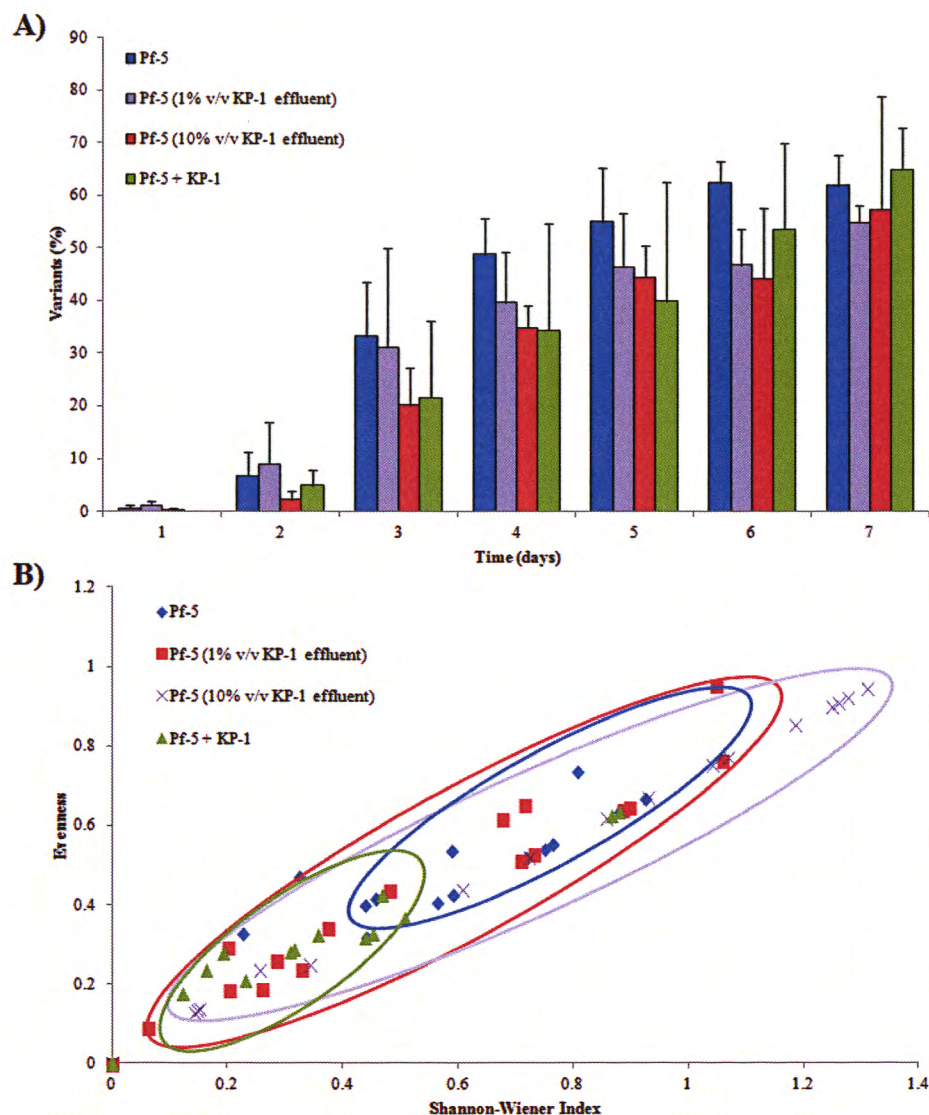 A)
90
80
70
60
50
40
30
20
10
0
Variants (%)
Pf-5
Pf-5 (1% v/v KP-1 effluent)
Pf-5 (10% v/v KP-1 effluent)
Pf-5 + KP-1
1 2 3 4 5 6 7
Time (days)
B)
1.2
1
0.8
0.6
0.4
0.2
0
Evenness
Pf-5
Pf-5 (1% v/v KP-1 effluent)
Pf-5 (10% v/v KP-1 effluent)
Pf-5 + KP-1
0 0.2 0.4 0.6 0.8 1 1.2 1.4
Shannon-Wiener Index